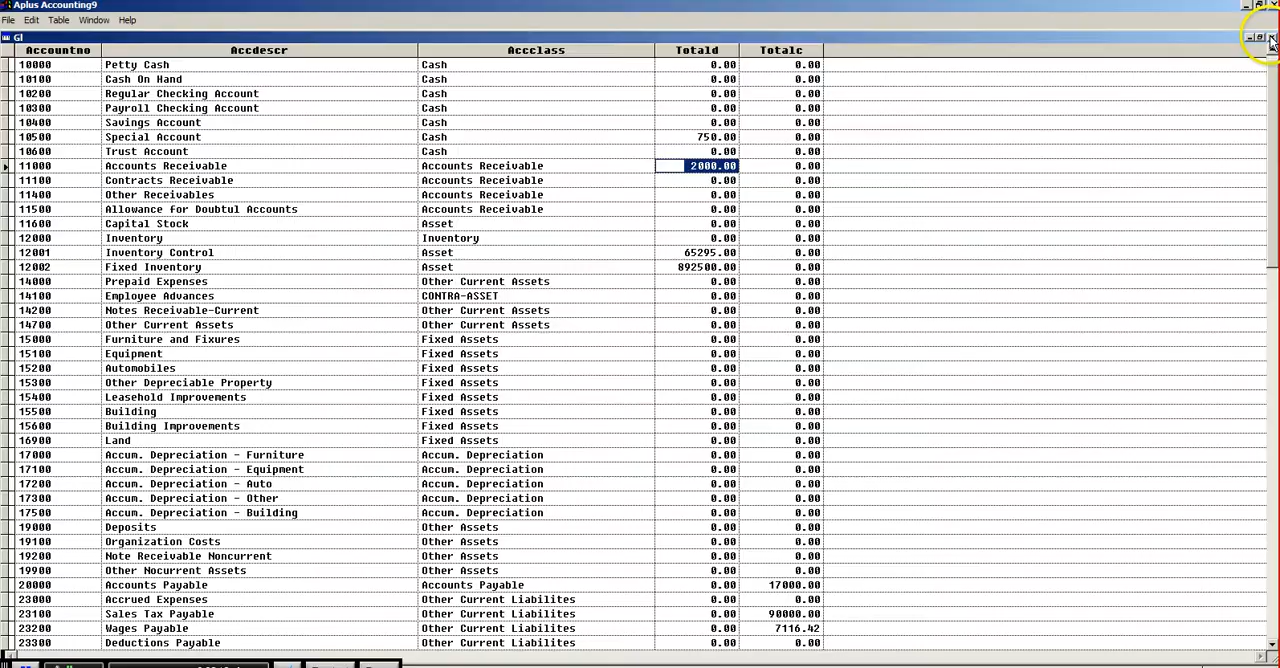 Aplus Accounting9
File Edit Table Window Help
Gl
Accountno Accdescr Accclass Totald Totalc
10000 Petty Cash Cash 0.00 0.00
10100 Cash On Hand Cash 0.00 0.00
10200 Regular Checking Account Cash 0.00 0.00
10300 Payroll Checking Account Cash 0.00 0.00
10400 Savings Account Cash 0.00 0.00
10500 Special Account Cash 750.00 0.00
10600 Trust Account Cash 0.00 0.00
11000 Accounts Receivable Accounts Receivable 2000.00 0.00
11100 Contracts Receivable Accounts Receivable 0.00 0.00
11400 Other Receivables Accounts Receivable 0.00 0.00
11500 Allowance for Doubtul Accounts Accounts Receivable 0.00 0.00
11600 Capital Stock Asset 0.00 0.00
12000 Inventory Inventory 0.00 0.00
12001 Inventory Control Asset 65295.00 0.00
12002 Fixed Inventory Asset 892500.00 0.00
14000 Prepaid Expenses Other Current Assets 0.00 0.00
14100 Employee Advances CONTRA-ASSET 0.00 0.00
14200 Notes Receivable-Current Other Current Assets 0.00 0.00
14700 Other Current Assets Other Current Assets 0.00 0.00
15000 Furniture and Fixures Fixed Assets 0.00 0.00
15100 Equipment Fixed Assets 0.00 0.00
15200 Automobiles Fixed Assets 0.00 0.00
15300 Other Depreciable Property Fixed Assets 0.00 0.00
15400 Leasehold Improvements Fixed Assets 0.00 0.00
15500 Building Fixed Assets 0.00 0.00
15600 Building Improvements Fixed Assets 0.00 0.00
16900 Land Fixed Assets 0.00 0.00
17000 Accum. Depreciation - Furniture Accum. Depreciation 0.00 0.00
17100 Accum. Depreciation - Equipment Accum. Depreciation 0.00 0.00
17200 Accum. Depreciation - Auto Accum. Depreciation 0.00 0.00
17300 Accum. Depreciation - Other Accum. Depreciation 0.00 0.00
17500 Accum. Depreciation - Building Accum. Depreciation 0.00 0.00
19000 Deposits Other Assets 0.00 0.00
19100 Organization Costs Other Assets 0.00 0.00
19200 Note Receivable Noncurrent Other Assets 0.00 0.00
19900 Other Nocurrent Assets Other Assets 0.00 0.00
20000 Accounts Payable Accounts Payable 0.00 17000.00
23000 Accrued Expenses Other Current Liabilites 0.00 0.00
23100 Sales Tax Payable Other Current Liabilites 0.00 90000.00
23200 Wages Payable Other Current Liabilites 0.00 7116.42
23300 Deductions Payable Other Current Liabilites 0.00 0.00